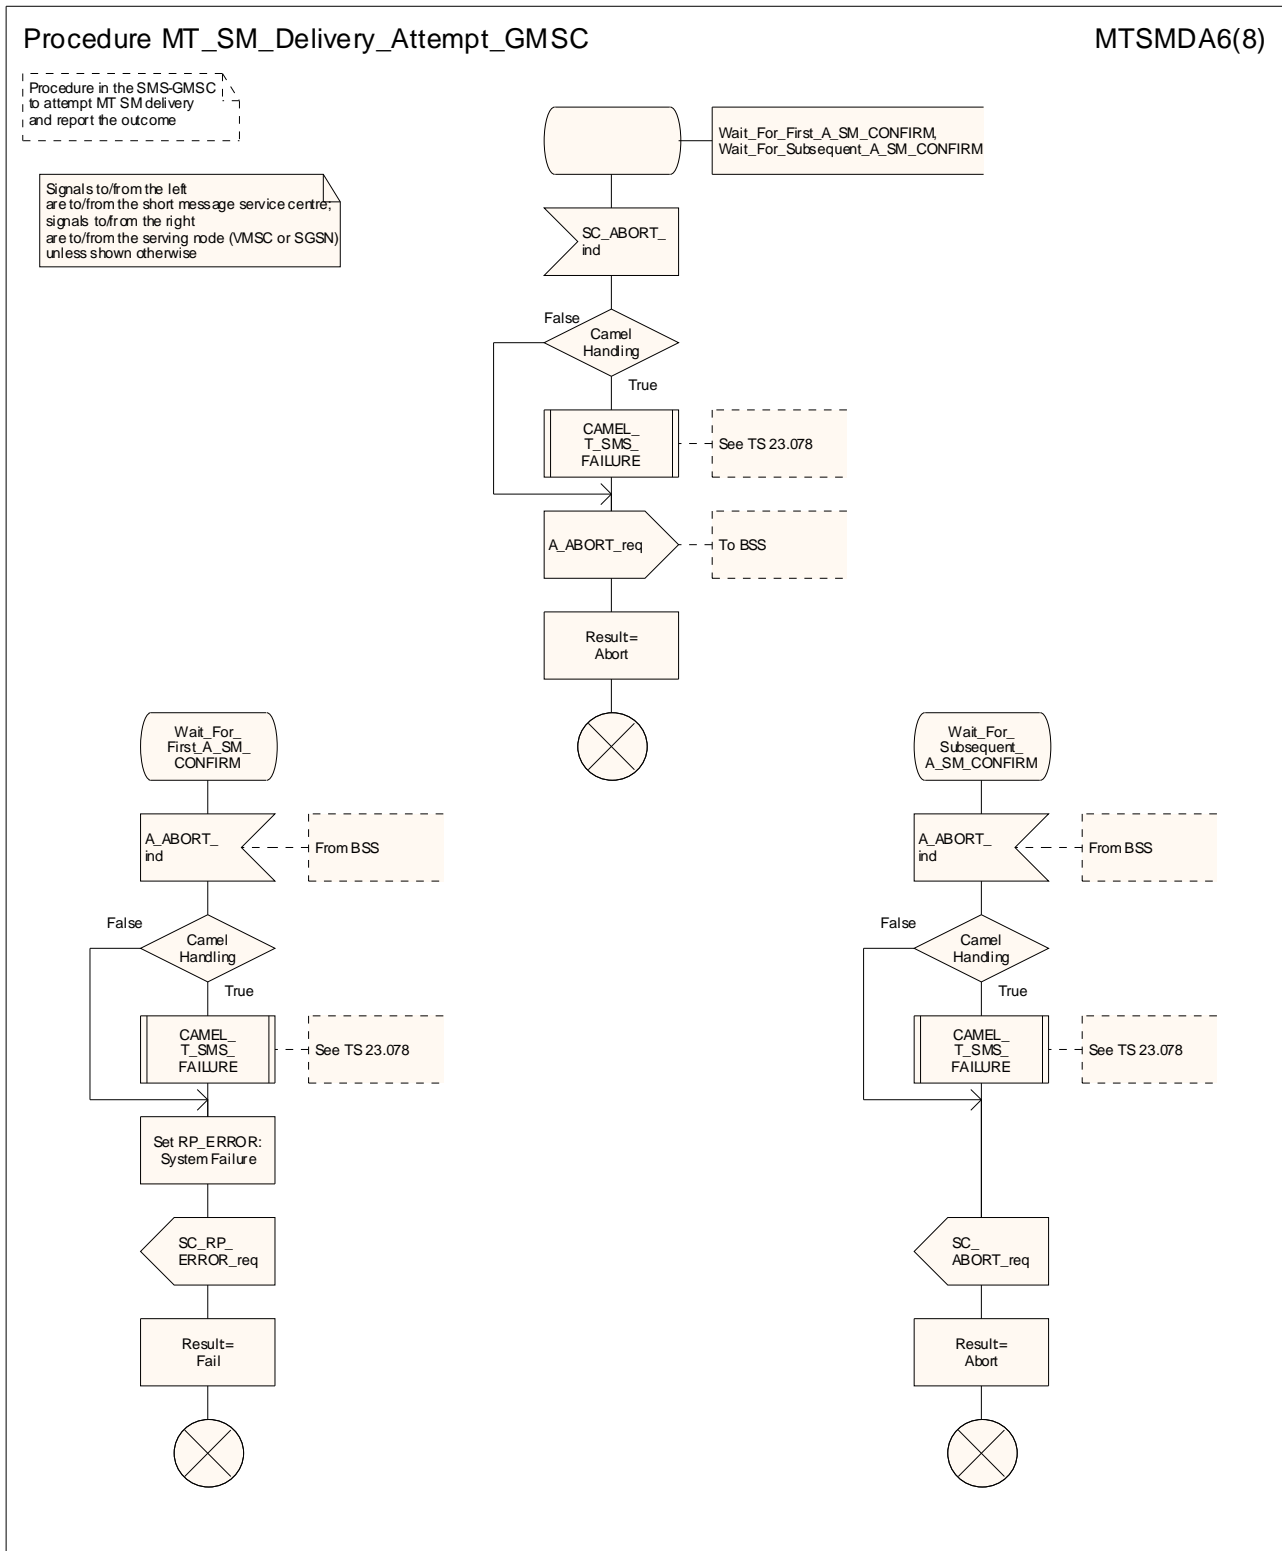 Procedure MT_SM_Delivery_Attempt_GMSC
MTSMDA6(8)
Procedure in the SMS-GMSC
to attempt MT SM delivery
and report the outcome
Signals to/from the left
are to/from the short message service centre;
signals to/from the right
are to/from the serving node (VMSC or SGSN)
unless shown otherwise
Wait_For_First_A_SM_CONFIRM,
Wait_For_Subsequent_A_SM_CONFIRM
SC_ABORT_
ind
False
Camel
Handling
True
CAMEL_
T_SMS_
FAILURE
See TS 23.078
A_ABORT_req
To BSS
Result=
Abort
Wait_For_
First_A_SM_
CONFIRM
A_ABORT_
ind
From BSS
False
Camel
Handling
True
CAMEL_
T_SMS_
FAILURE
See TS 23.078
Set RP_ERROR:
System Failure
SC_RP_
ERROR_req
Result=
Fail
Wait_For_
Subsequent_
A_SM_CONFIRM
A_ABORT_
ind
From BSS
False
Camel
Handling
True
CAMEL_
T_SMS_
FAILURE
See TS 23.078
SC_
ABORT_req
Result=
Abort